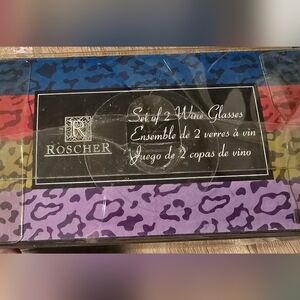 R
ROSCHER
Set of 2 Wine Glasses
Ensemble de 2 verres à vin
Juego de 2 copas de vino